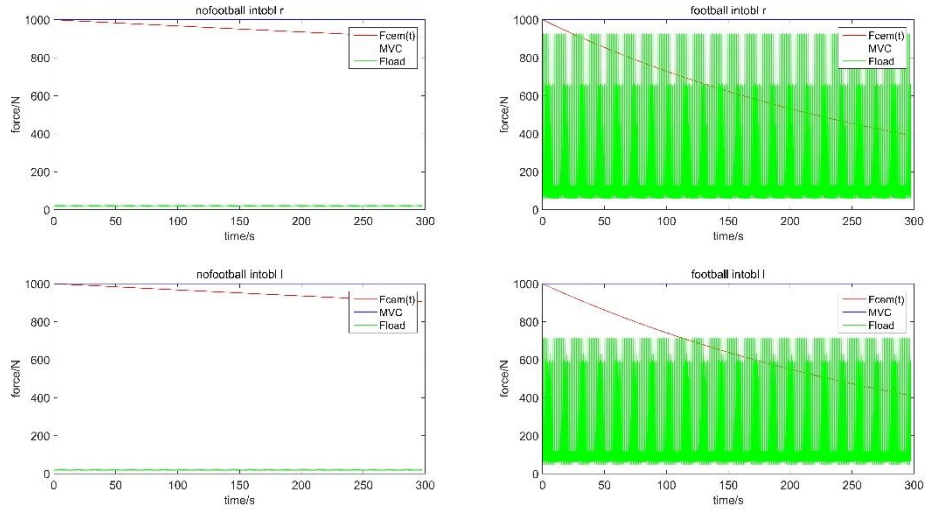 nofootball intobl r
force/N
1000
800
600
400
200
0
Fcem(t)
MVC
Fload
0 50 100 150 200 250 300
time/s
football intobl r
force/N
1000
800
600
400
200
0
Fcem(t)
MVC
Fload
0 50 100 150 200 250 300
time/s
nofootball intobl l
force/N
1000
800
600
400
200
0
Fcem(t)
MVC
Fload
0 50 100 150 200 250 300
time/s
football intobl l
force/N
1000
800
600
400
200
0
Fcem(t)
MVC
Fload
0 50 100 150 200 250 300
time/s